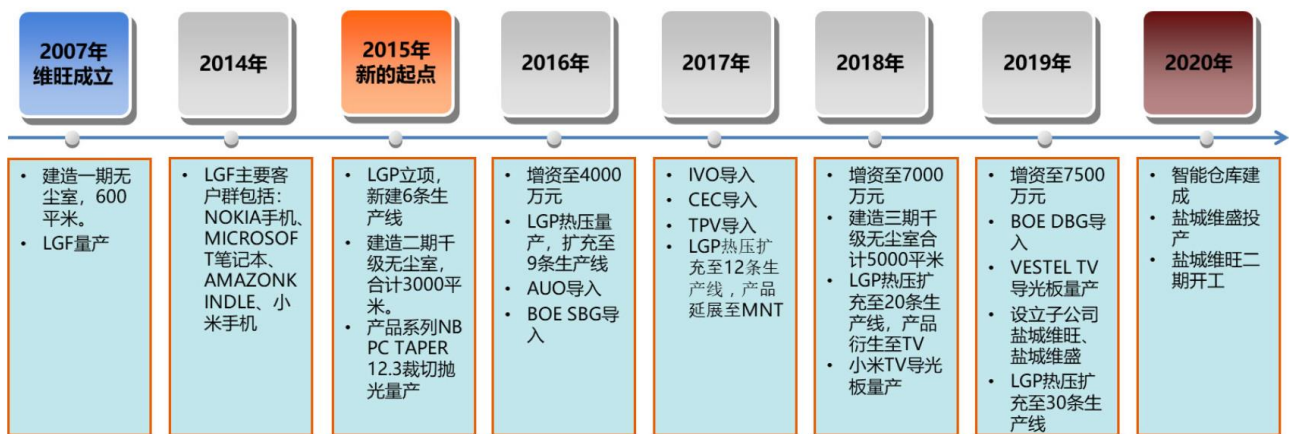 2007年
维旺成立
2014年
2015年
新的起点
2016年
2017年
2018年
2019年
2020年
• 建造一期无
尘室，600
平米。
• LGF量产
• LGF主要客
户群包括：
NOKIA手机、
MICROSOF
T笔记本、
AMAZONK
INDLE、小
米手机
• LGP立项，
新建6条生
产线
• 建造二期千
级无尘室，
合计3000平
米。
• 产品系列NB
PC TAPER
12.3裁切抛
光量产
• 增资至4000
万元
• LGP热压量
产，扩充至
9条生产线
• AUO导入
• BOE SBG导
入
• IVO导入
• CEC导入
• TPV导入
• LGP热压扩
充至12条生
产线，产品
延展至MNT
• 增资至7000
万元
• 建造三期千
级无尘室合
计5000平米
• LGP热压扩
充至20条生
产线，产品
衍生至TV
• 小米TV导光
板量产
• 增资至7500
万元
• BOE DBG导
入
• VESTEL TV
导光板量产
• 设立子公司
盐城维旺、
盐城维盛
• LGP热压扩
充至30条生
产线
• 智能仓库建
成
• 盐城维盛投
产
• 盐城维旺二
期开工